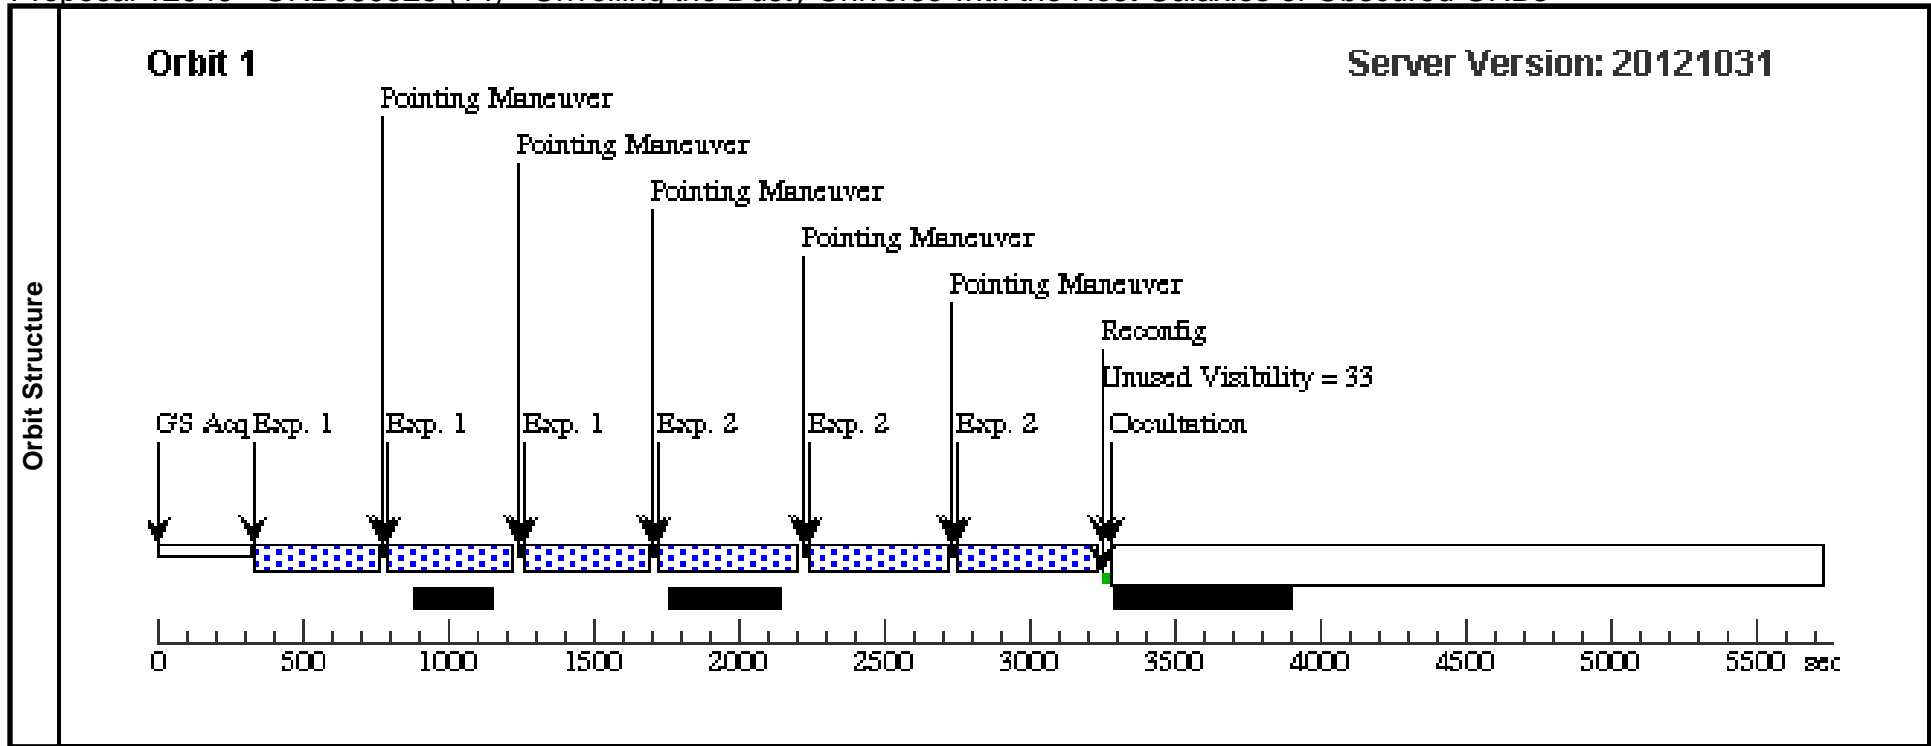 Orbit 1
Server Version: 20121031
Pointing Maneuver
Pointing Maneuver
Pointing Maneuver
Pointing Maneuver
Pointing Maneuver
Reconfig
Unused Visibility = 33
GS Acq Exp. 1 Exp. 1 Exp. 1 Exp. 2 Exp. 2 Exp. 2 Occultation
Orbit Structure
0 500 1000 1500 2000 2500 3000 3500 4000 4500 5000 5500 sec